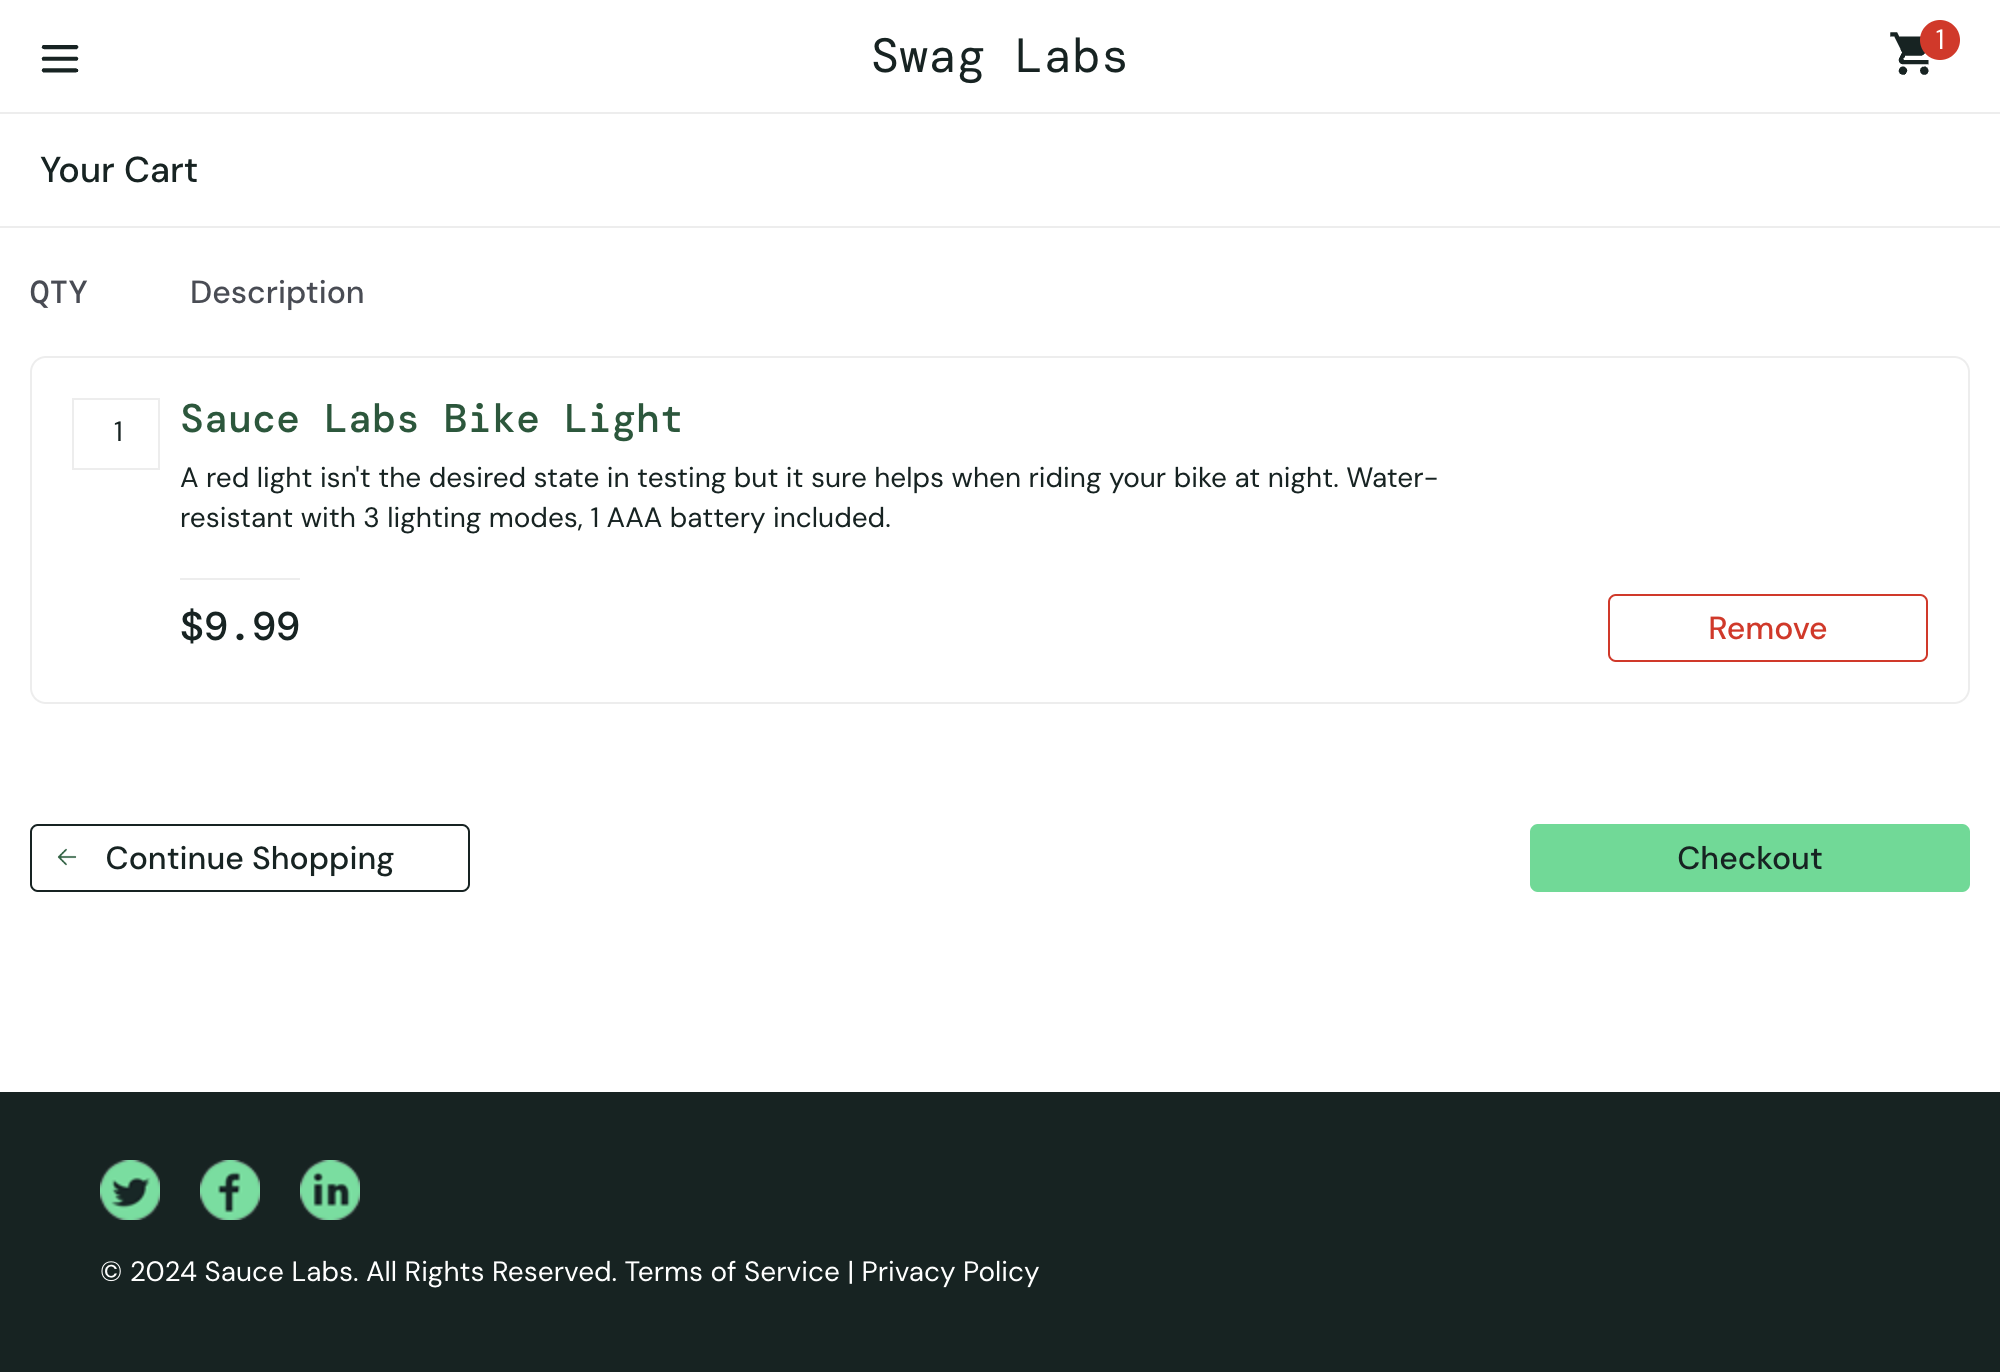 Swag Labs
1
Your Cart
QTY
Description
1
Sauce Labs Bike Light
A red light isn't the desired state in testing but it sure helps when riding your bike at night. Water-
resistant with 3 lighting modes, 1 AAA battery included.
$9.99
Remove
Continue Shopping
Checkout
© 2024 Sauce Labs. All Rights Reserved. Terms of Service | Privacy Policy